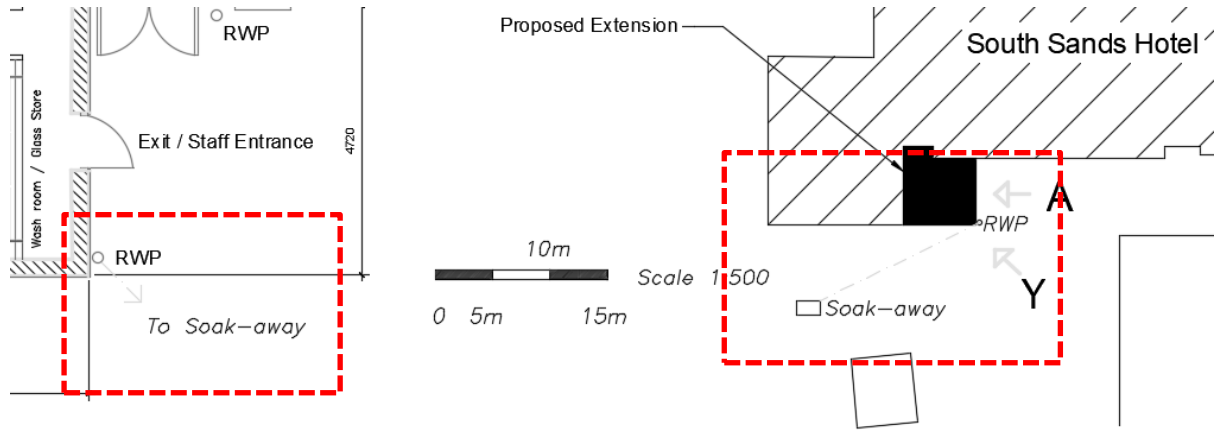 RWP
Wash room / Glass Store
Exit / Staff Entrance
4720
RWP
To Soak-away
Proposed Extension
South Sands Hotel
A
RWP
10m
Scale 1:500
0 5m 15m
Y
Soak-away